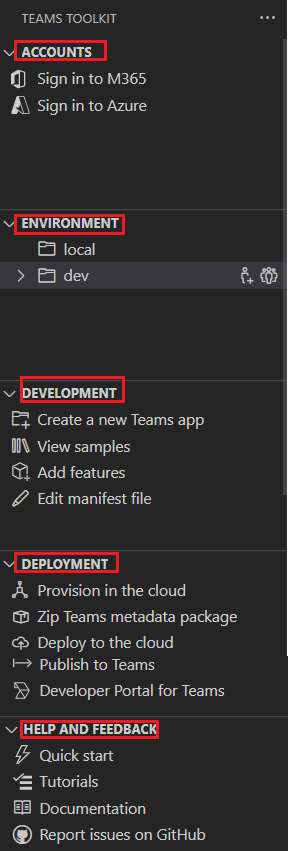 TEAMS TOOLKIT
ACCOUNTS
Sign in to M365
Sign in to Azure
ENVIRONMENT
local
dev
DEVELOPMENT
Create a new Teams app
View samples
Add features
Edit manifest file
DEPLOYMENT
Provision in the cloud
Zip Teams metadata package
Deploy to the cloud
Publish to Teams
Developer Portal for Teams
HELP AND FEEDBACK
Quick start
Tutorials
Documentation
Report issues on GitHub